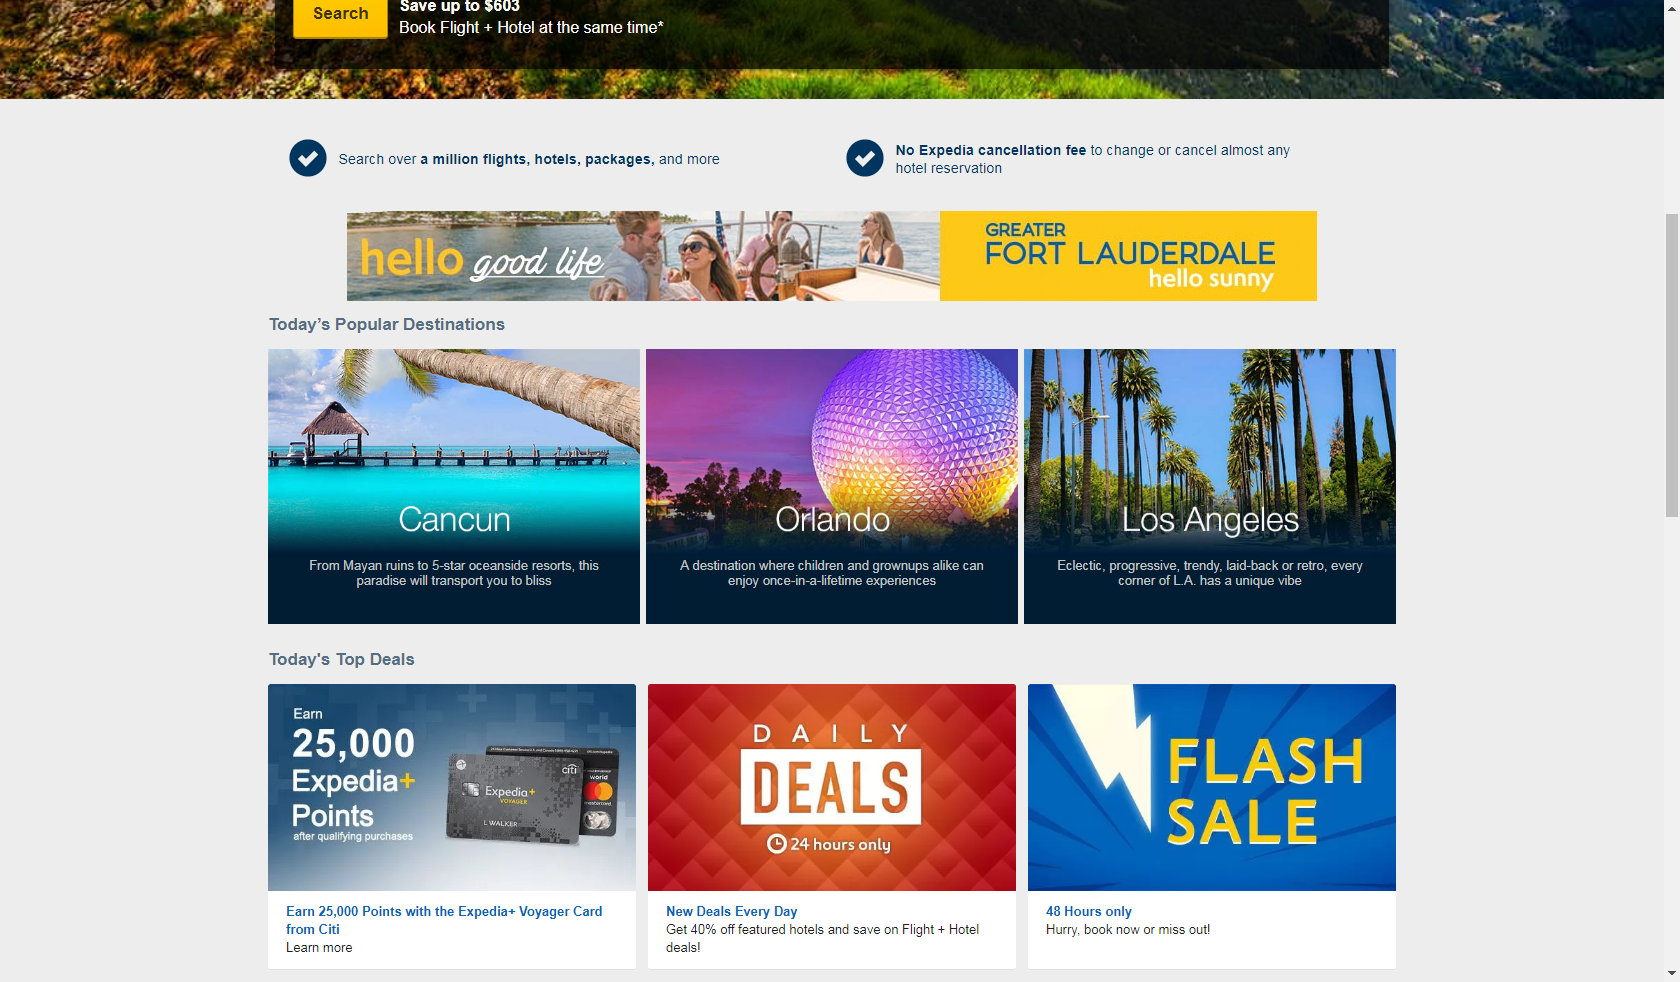 Search
Save up to $603
Book Flight + Hotel at the same time*
Search over a million flights, hotels, packages, and more
No Expedia cancellation fee to change or cancel almost any
hotel reservation
hello good life
GREATER
FORT LAUDERDALE
hello sunny
Today’s Popular Destinations
Cancun
From Mayan ruins to 5-star oceanside resorts, this
paradise will transport you to bliss
Orlando
A destination where children and grownups alike can
enjoy once-in-a-lifetime experiences
Los Angeles
Eclectic, progressive, trendy, laid-back or retro, every
corner of L.A. has a unique vibe
Today's Top Deals
Earn
25,000
Expedia+
Points
after qualifying purchases
citi
Expedia+
VOYAGER
L WALKER
world
mastercard
DAILY
DEALS
24 hours only
FLASH
SALE
Earn 25,000 Points with the Expedia+ Voyager Card
from Citi
Learn more
New Deals Every Day
Get 40% off featured hotels and save on Flight + Hotel
deals!
48 Hours only
Hurry, book now or miss out!